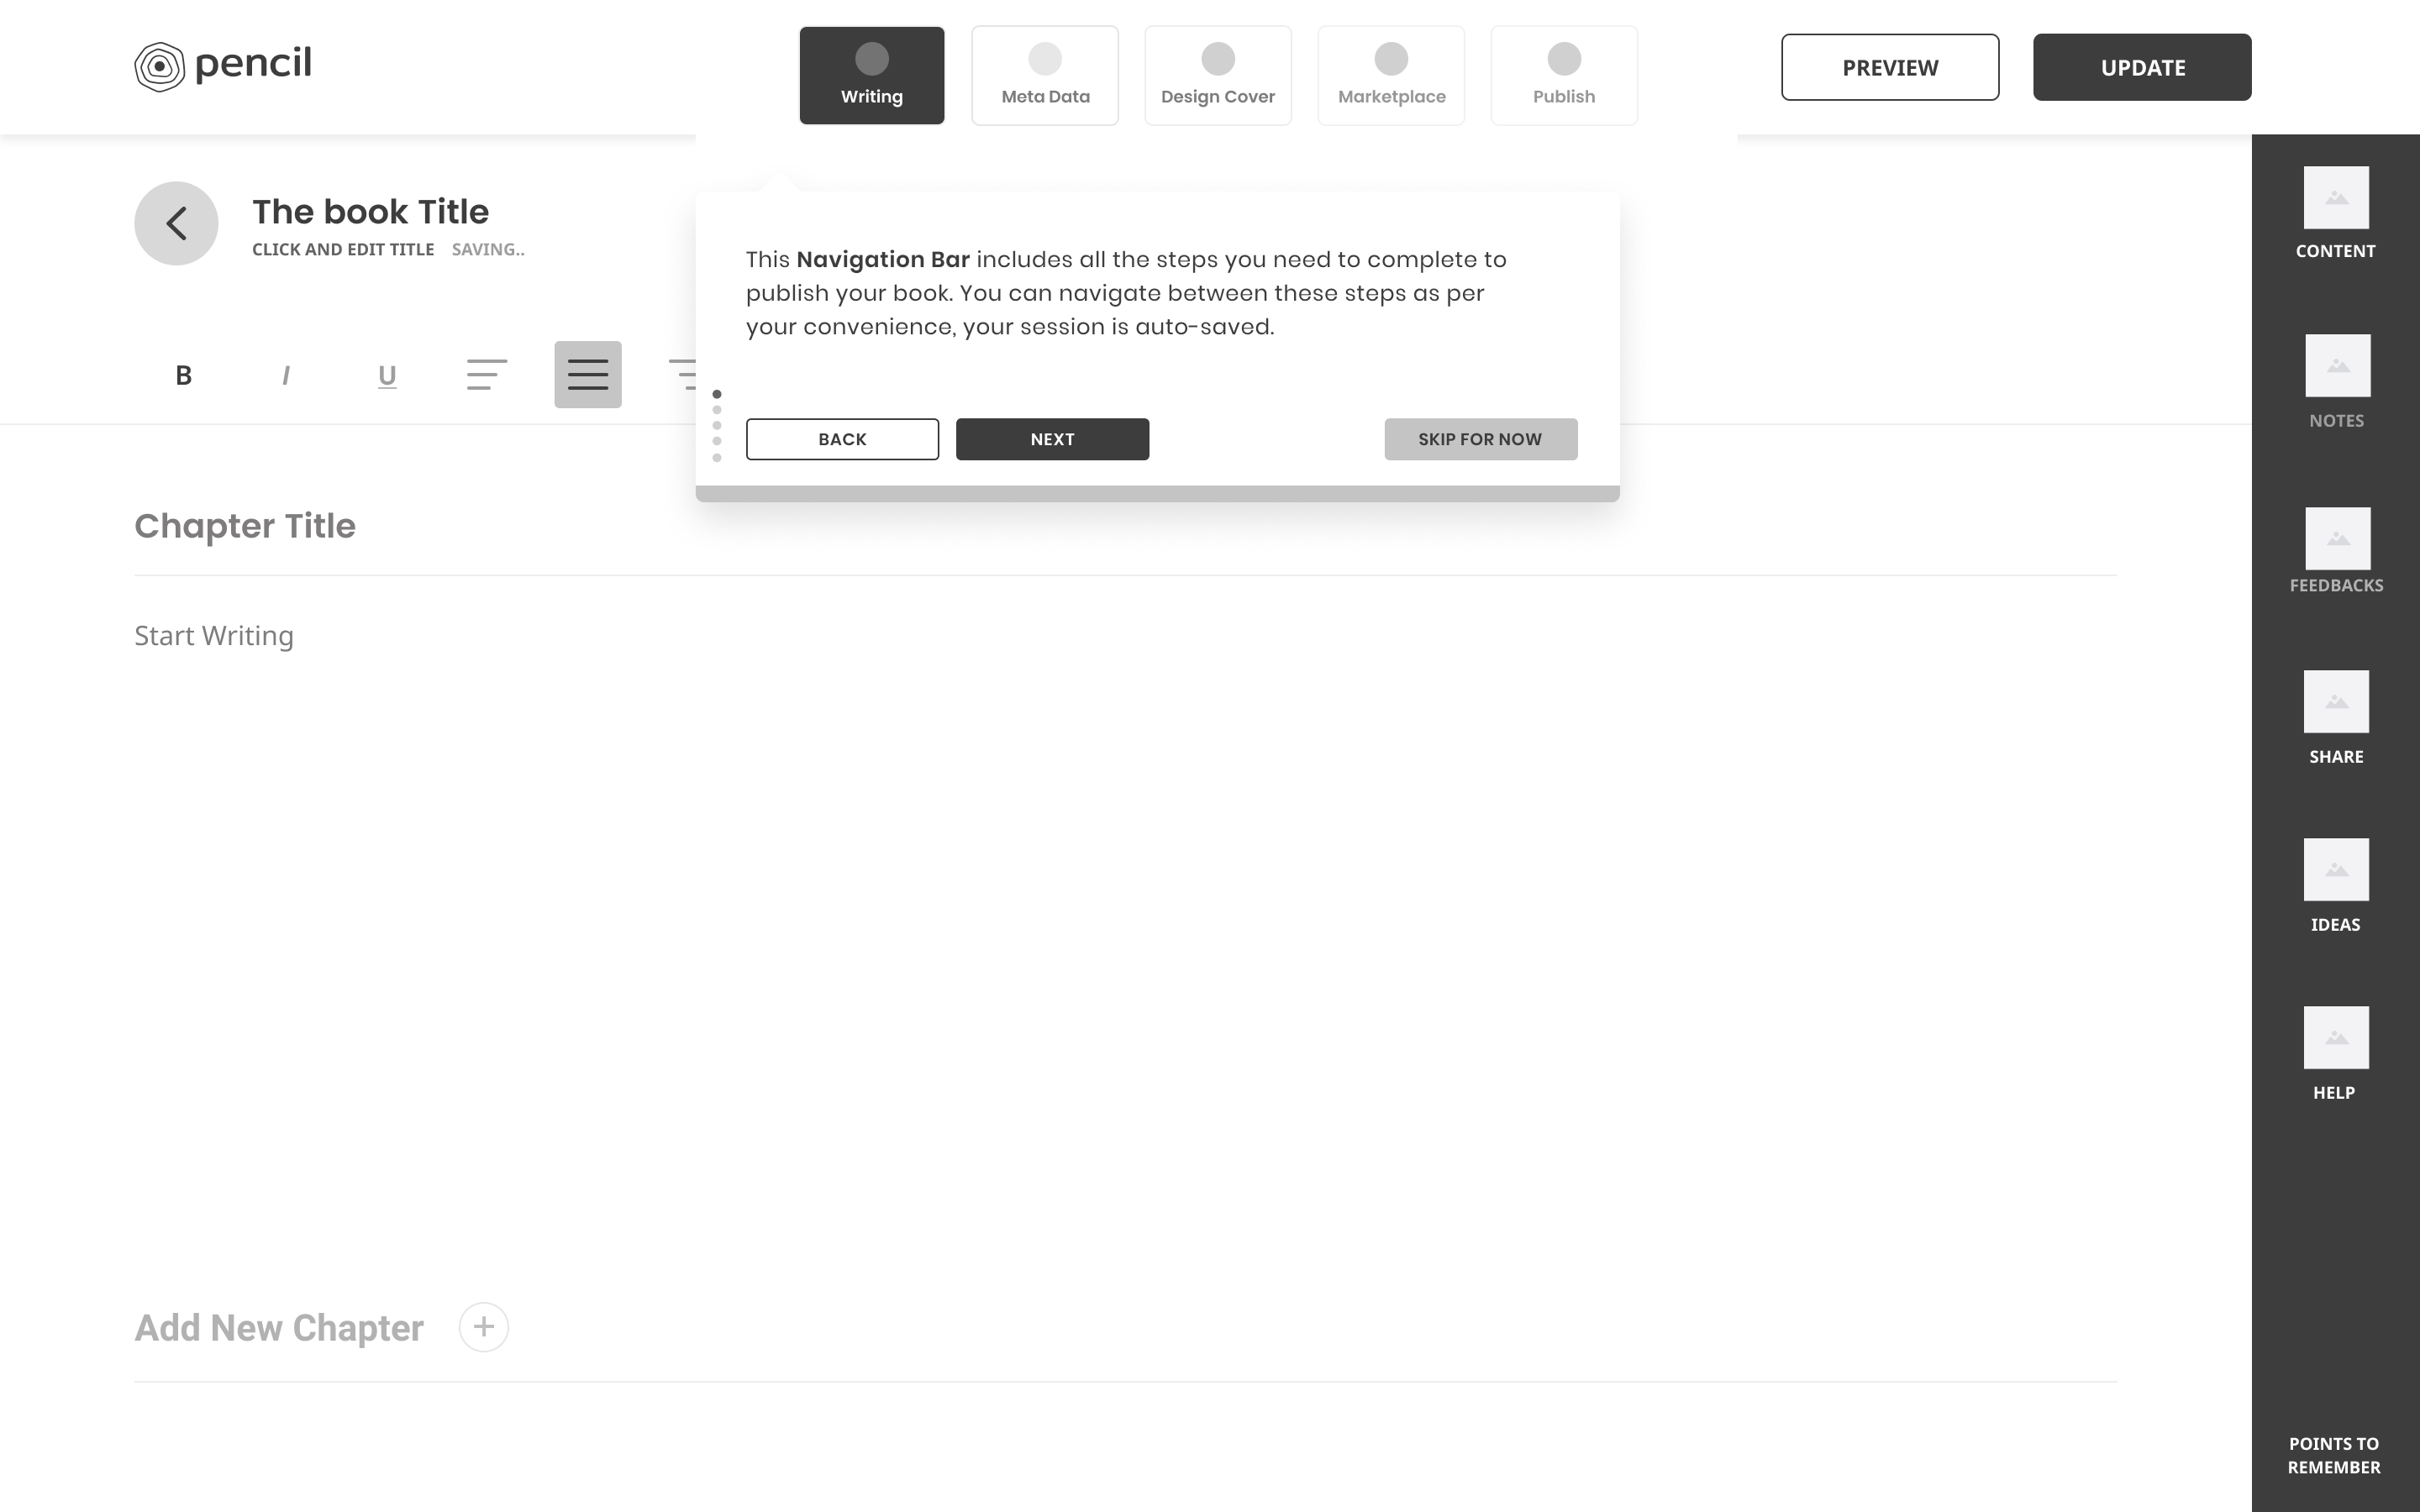 pencil
Writing
Meta Data
Design Cover
Marketplace
Publish
PREVIEW
UPDATE
The book Title
CLICK AND EDIT TITLE SAVING..
B I U
This Navigation Bar includes all the steps you need to complete to
publish your book. You can navigate between these steps as per
your convenience, your session is auto-saved.
BACK
NEXT
SKIP FOR NOW
Chapter Title
Start Writing
Add New Chapter
CONTENT
NOTES
FEEDBACKS
SHARE
IDEAS
HELP
POINTS TO
REMEMBER